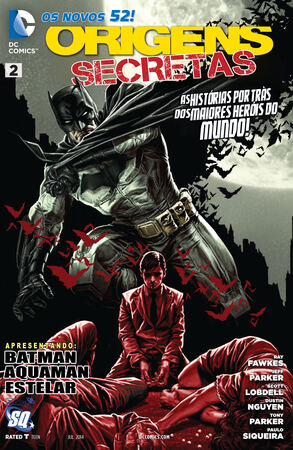 OS NOVOS 52!
DC COMICS™
ORIGENS
SECRETAS
2
AS HISTÓRIAS POR TRÁS
DOS MAIORES HERÓIS DO
MUNDO!
APRESENTANDO:
BATMAN
AQUAMAN
ESTELAR
RAY
FAWKES
JEFF
PARKER
SCOTT
LOBDELL
DUSTIN
NGUYEN
TONY
PARKER
PAULO
SIQUEIRA
SQ
RATED T TEEN
JUL 2014
DCCOMICS.COM